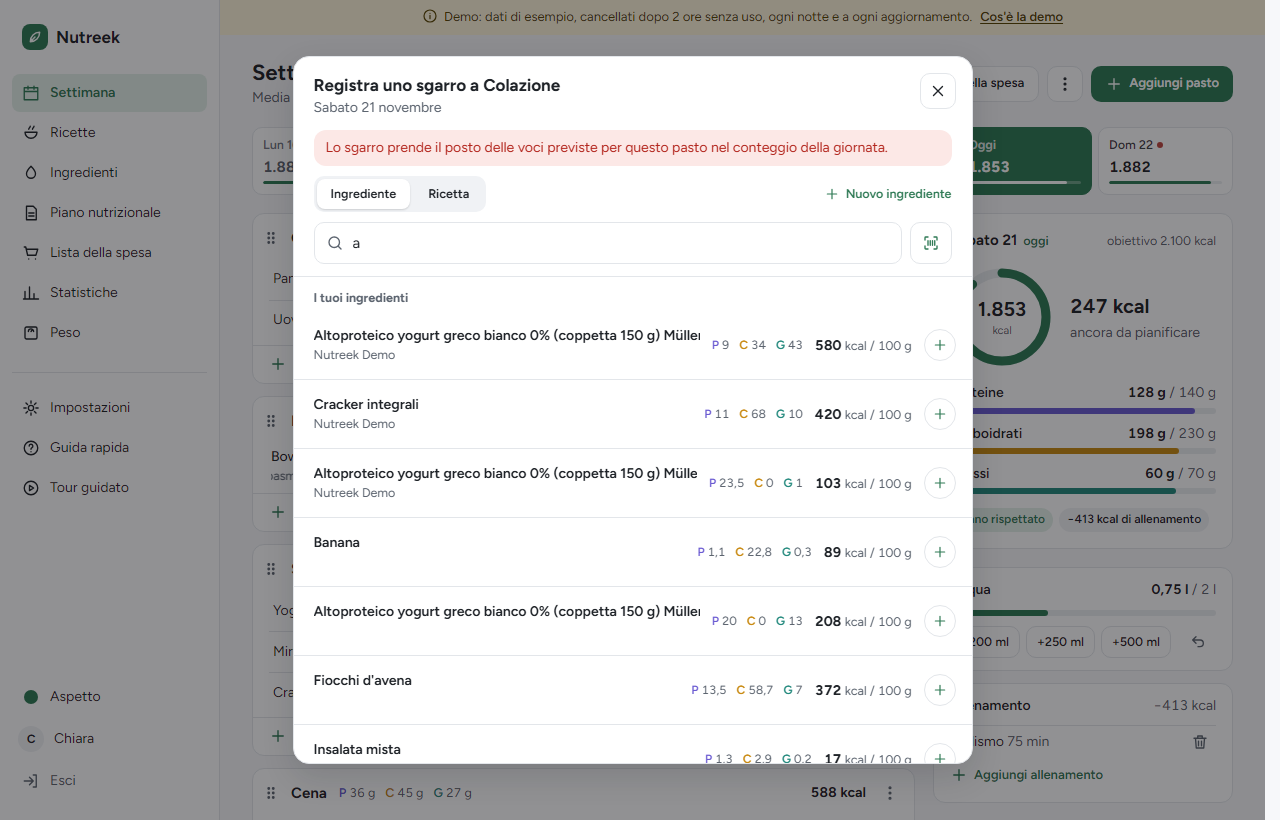 Nutreek
Demo: dati di esempio, cancellati dopo 2 ore senza uso, ogni notte e a ogni aggiornamento. Cos'è la demo
Settimana
Ricette
Ingredienti
Piano nutrizionale
Lista della spesa
Statistiche
Peso
Impostazioni
Guida rapida
Tour guidato
Aspetto
C Chiara
Esci
Media
spesa
Aggiungi pasto
Lun
Oggi
1.853
Dom 22
1.882
Registra uno sgarro a Colazione
Sabato 21 novembre
Lo sgarro prende il posto delle voci previste per questo pasto nel conteggio della giornata.
Ingrediente
Ricetta
Nuovo ingrediente
a
I tuoi ingredienti
Altoproteico yogurt greco bianco 0% (coppetta 150 g) Müller P 9 C 34 G 43 580 kcal / 100 g
Nutreek Demo
Cracker integrali P 11 C 68 G 10 420 kcal / 100 g
Nutreek Demo
Altoproteico yogurt greco bianco 0% (coppetta 150 g) Mülle P 23,5 C 0 G 1 103 kcal / 100 g
Nutreek Demo
Banana P 1,1 C 22,8 G 0,3 89 kcal / 100 g
Altoproteico yogurt greco bianco 0% (coppetta 150 g) Müller P 20 C 0 G 13 208 kcal / 100 g
Fiocchi d'avena P 13,5 C 58,7 G 7 372 kcal / 100 g
Insalata mista P 1,3 C 2,9 G 0,2 17 kcal / 100 g
21 oggi
obiettivo 2.100 kcal
1.853
kcal
247 kcal
ancora da pianificare
128 g / 140 g
198 g / 230 g
60 g / 70 g
rispettato
−413 kcal di allenamento
0,75 l / 2 l
200 ml
+250 ml
+500 ml
−413 kcal
75 min
Aggiungi allenamento
Cena P 36 g C 45 g G 27 g 588 kcal